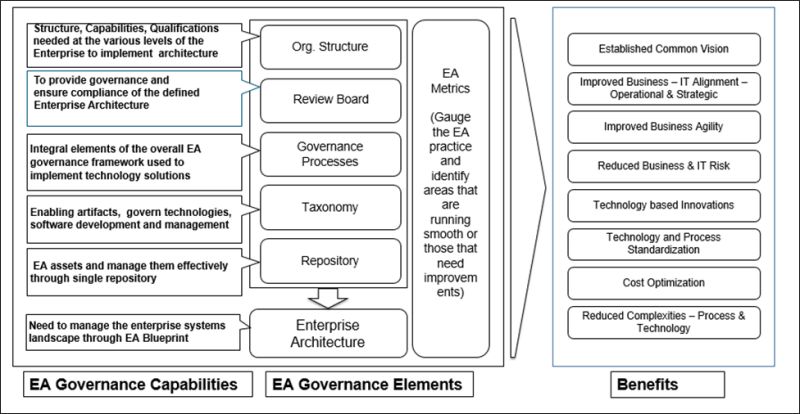 Structure, Capabilities, Qualifications
needed at the various levels of the
Enterprise to implement architecture
To provide governance and
ensure compliance of the defined
Enterprise Architecture
Integral elements of the overall EA
governance framework used to
implement technology solutions
Enabling artifacts, govern technologies,
software development and management
EA assets and manage them effectively
through single repository
Need to manage the enterprise systems
landscape through EA Blueprint
EA Governance Capabilities
Org. Structure
Review Board
Governance
Processes
Taxonomy
Repository
Enterprise
Architecture
EA Governance Elements
EA
Metrics
(Gauge
the EA
practice
and
identify
areas that
are
running
smooth or
those that
need
improvem
ents)
Established Common Vision
Improved Business – IT Alignment –
Operational & Strategic
Improved Business Agility
Reduced Business & IT Risk
Technology based Innovations
Technology and Process
Standardization
Cost Optimization
Reduced Complexities – Process &
Technology
Benefits